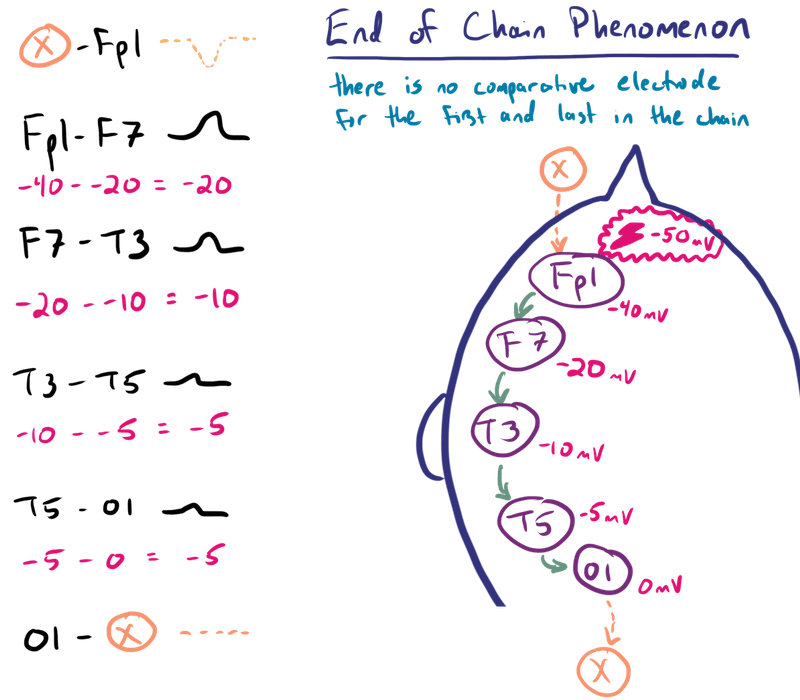 End of Chain Phenomenon
there is no comparative electrode
for the first and last in the chain
X - Fp1
Fp1 - F7
-40 - -20 = -20
F7 - T3
-20 - -10 = -10
T3 - T5
-10 - -5 = -5
T5 - O1
-5 - 0 = -5
O1 - X
X
-50mV
Fp1
-40mV
F7
-20mV
T3
-10mV
T5
-5mV
O1
0mV
X